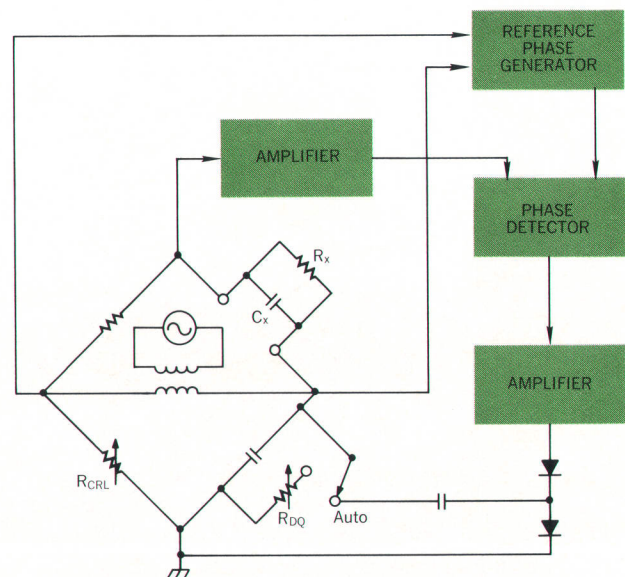 REFERENCE
PHASE
GENERATOR
AMPLIFIER
PHASE
DETECTOR
Rx
Cx
AMPLIFIER
RCRL
RDQ
Auto